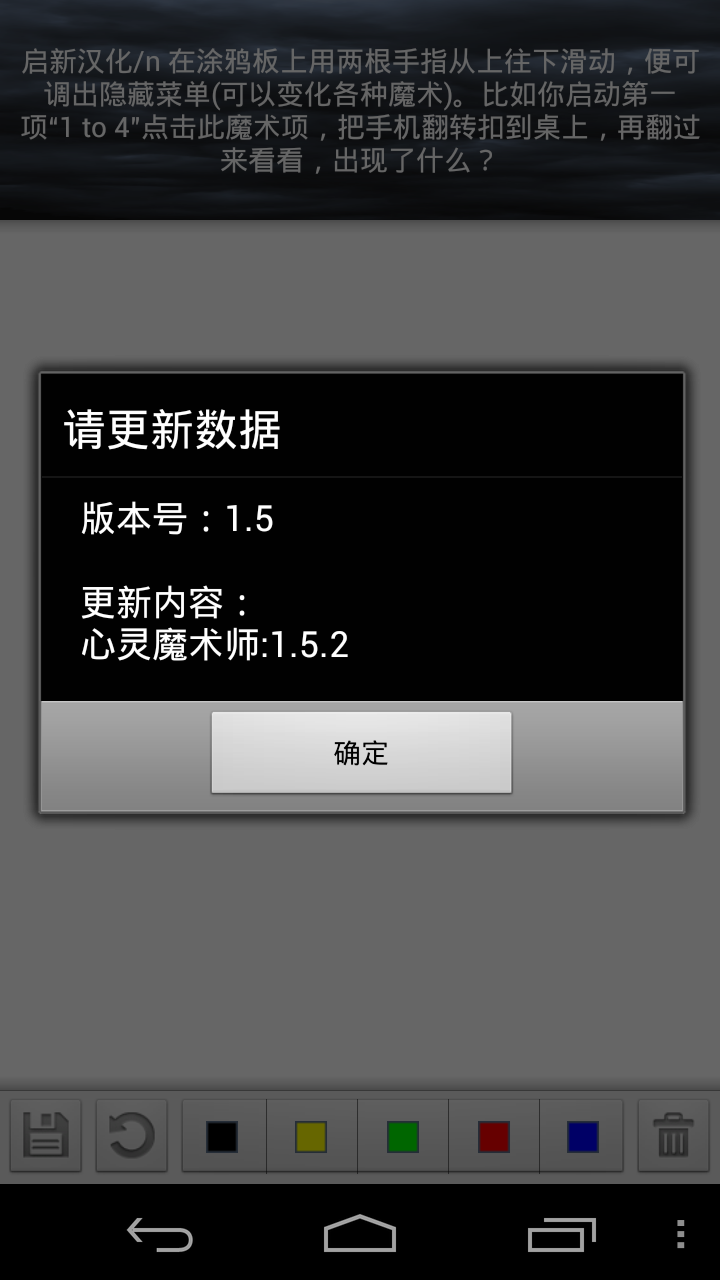 启新汉化/n 在涂鸦板上用两根手指从上往下滑动，便可
调出隐藏菜单(可以变化各种魔术)。比如你启动第一
项“1 to 4”点击此魔术项，把手机翻转扣到桌上，再翻过
来看看，出现了什么？
请更新数据
版本号：1.5
更新内容：
心灵魔术师:1.5.2
确定